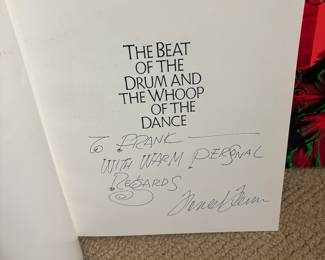 THE BEAT
OF THE
DRUM AND
THE WHOOP
OF THE
DANCE
To FRANK
WITH WARM PERSONAL
REGARDS